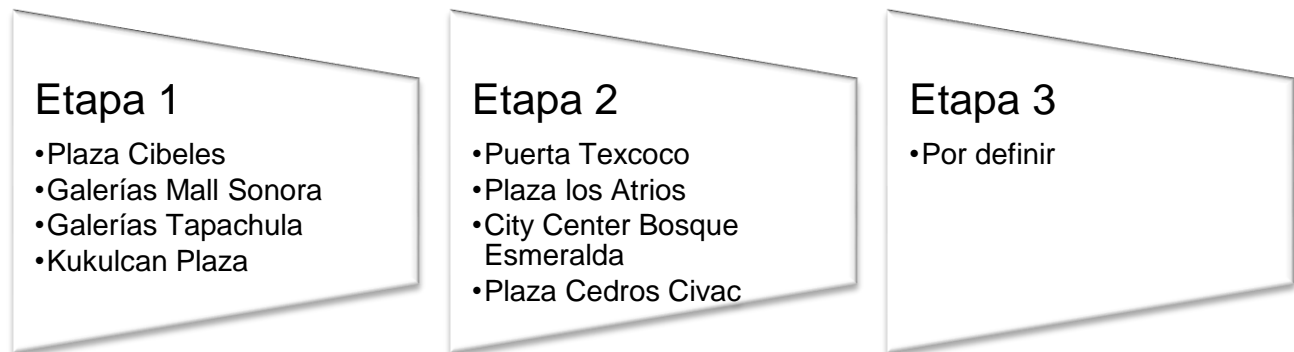 Etapa 1
•Plaza Cibeles
•Galerías Mall Sonora
•Galerías Tapachula
•Kukulcan Plaza
Etapa 2
•Puerta Texcoco
•Plaza los Atrios
•City Center Bosque
Esmeralda
•Plaza Cedros Civac
Etapa 3
•Por definir